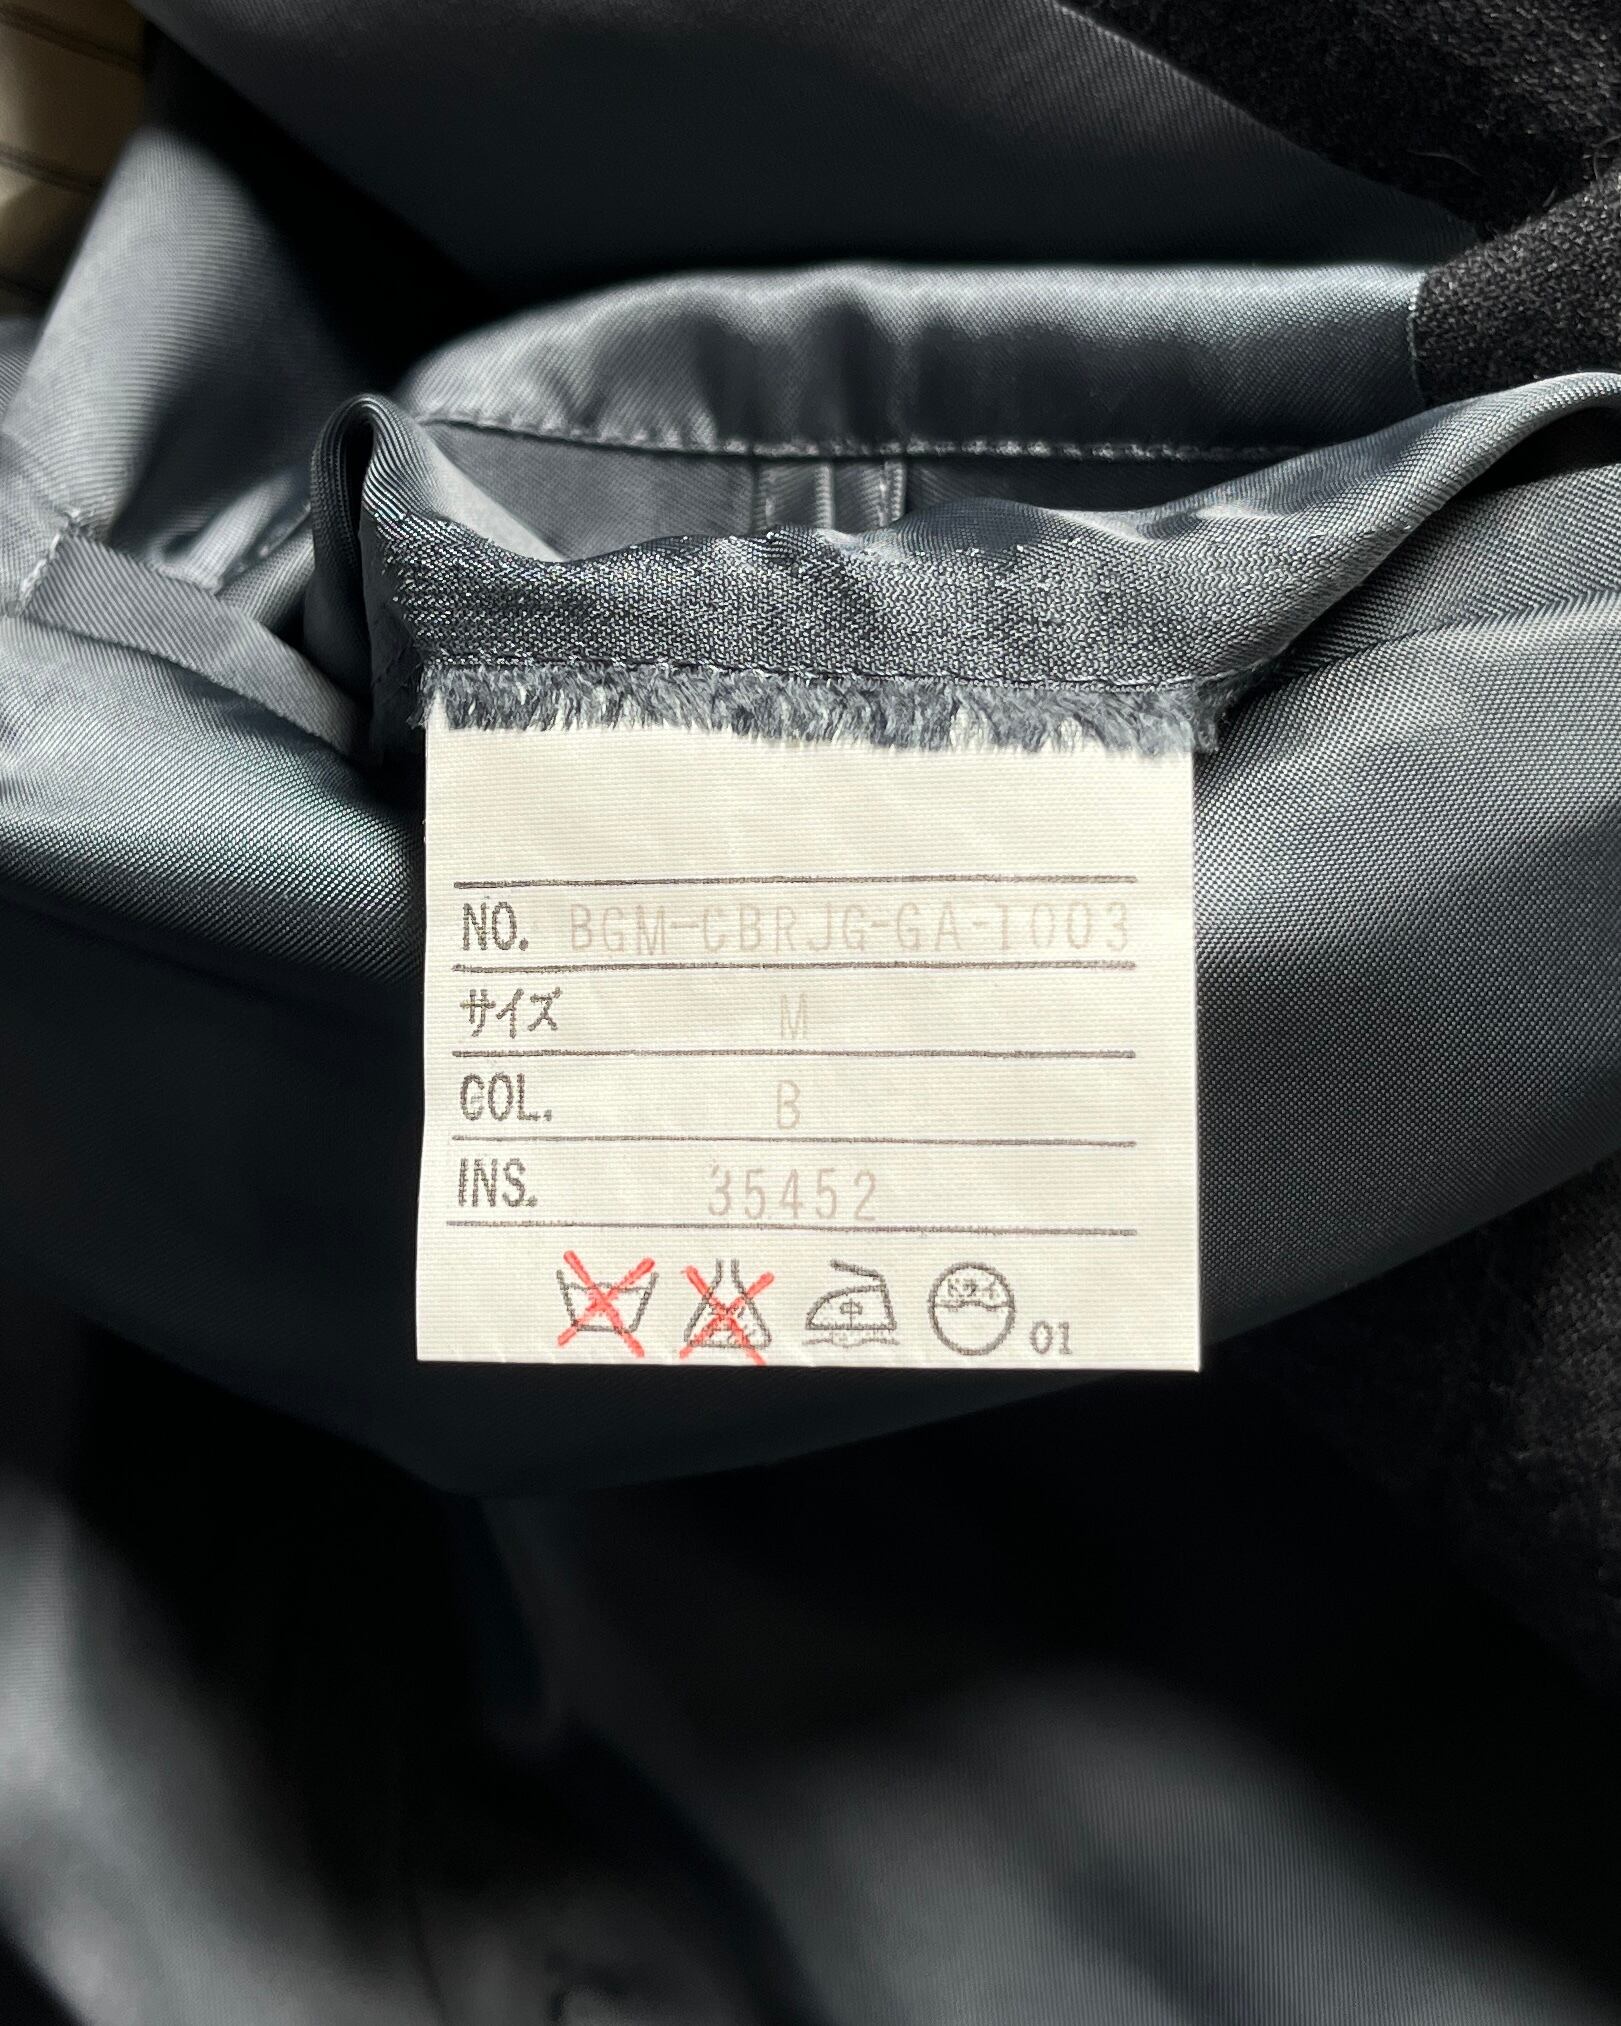 NO. BGM-CBRJG-GA-1003
サイズ M
COL. B
INS. 35452
01